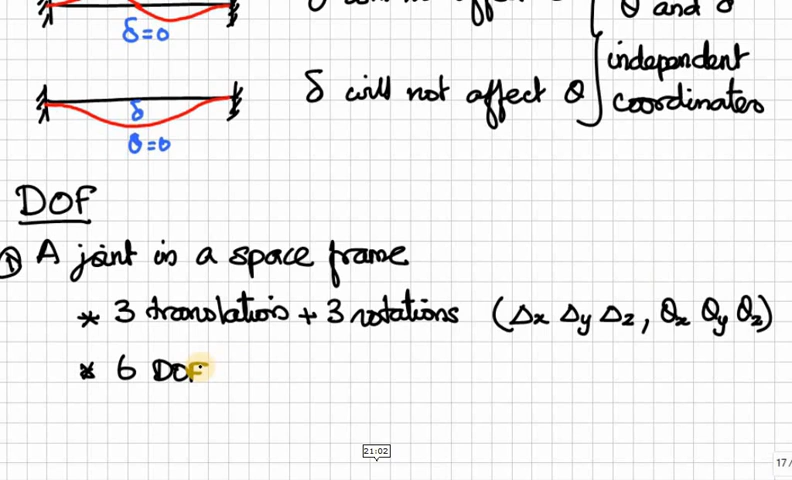 θ and δ
δ=0
independent
δ will not affect θ
coordinates
δ
θ=0
DOF
① A joint in a space frame
* 3 translations + 3 rotations (Δx Δy Δz, θx θy θz)
* 6 DOF
21:02
17/